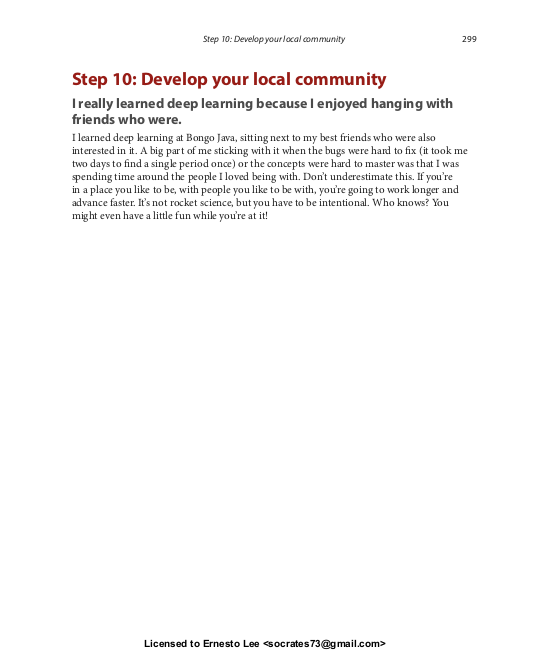 Step 10: Develop your local community 299
Step 10: Develop your local community
I really learned deep learning because I enjoyed hanging with
friends who were.
I learned deep learning at Bongo Java, sitting next to my best friends who were also
interested in it. A big part of me sticking with it when the bugs were hard to fix (it took me
two days to find a single period once) or the concepts were hard to master was that I was
spending time around the people I loved being with. Don't underestimate this. If you're
in a place you like to be, with people you like to be with, you're going to work longer and
advance faster. It's not rocket science, but you have to be intentional. Who knows? You
might even have a little fun while you're at it!
Licensed to Ernesto Lee <socrates73@gmail.com>